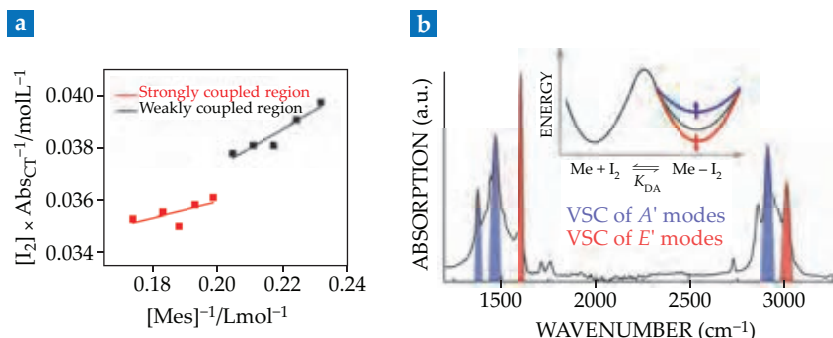 a
Strongly coupled region
Weakly coupled region
0.040
0.038
0.036
0.034
[I₂] × Abs_CT⁻¹/molL⁻¹
0.18 0.20 0.22 0.24
[Mes]⁻¹/Lmol⁻¹
b
ENERGY
Me + I₂ ⇌ Me − I₂
K_DA
VSC of A' modes
VSC of E' modes
ABSORPTION (a.u.)
1500 2000 2500 3000
WAVENUMBER (cm⁻¹)